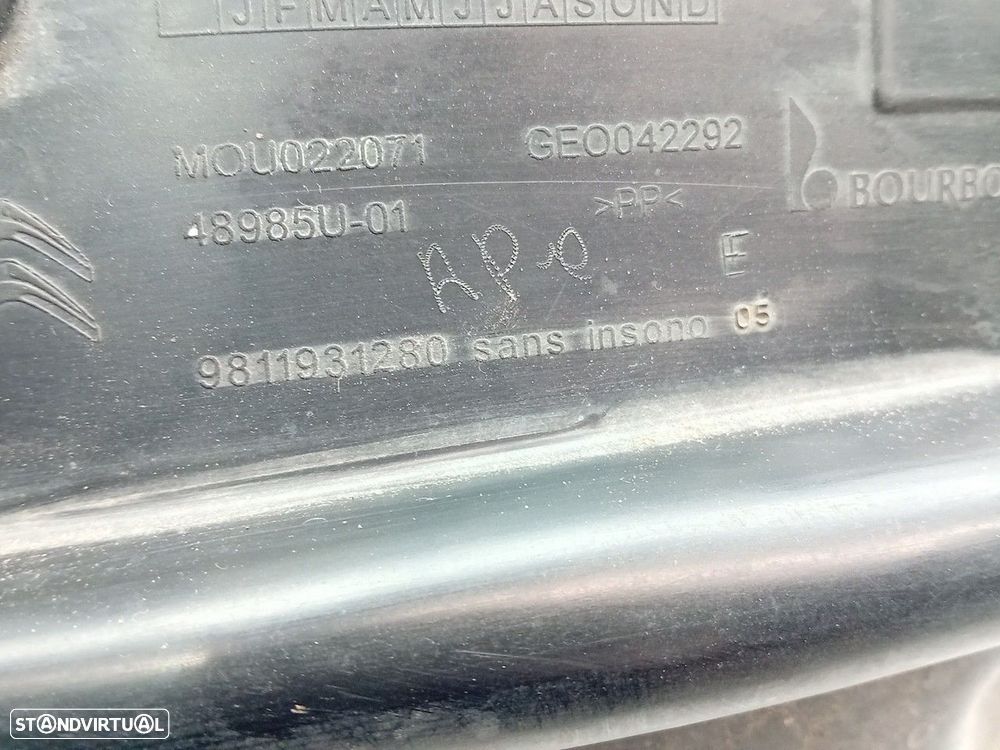 J F M A M J J A S O N D
MOU022071 GEO042292
48985U-01 >PP< BOURBO
E
9811931280 sans insono 05
STANDVIRTUAL